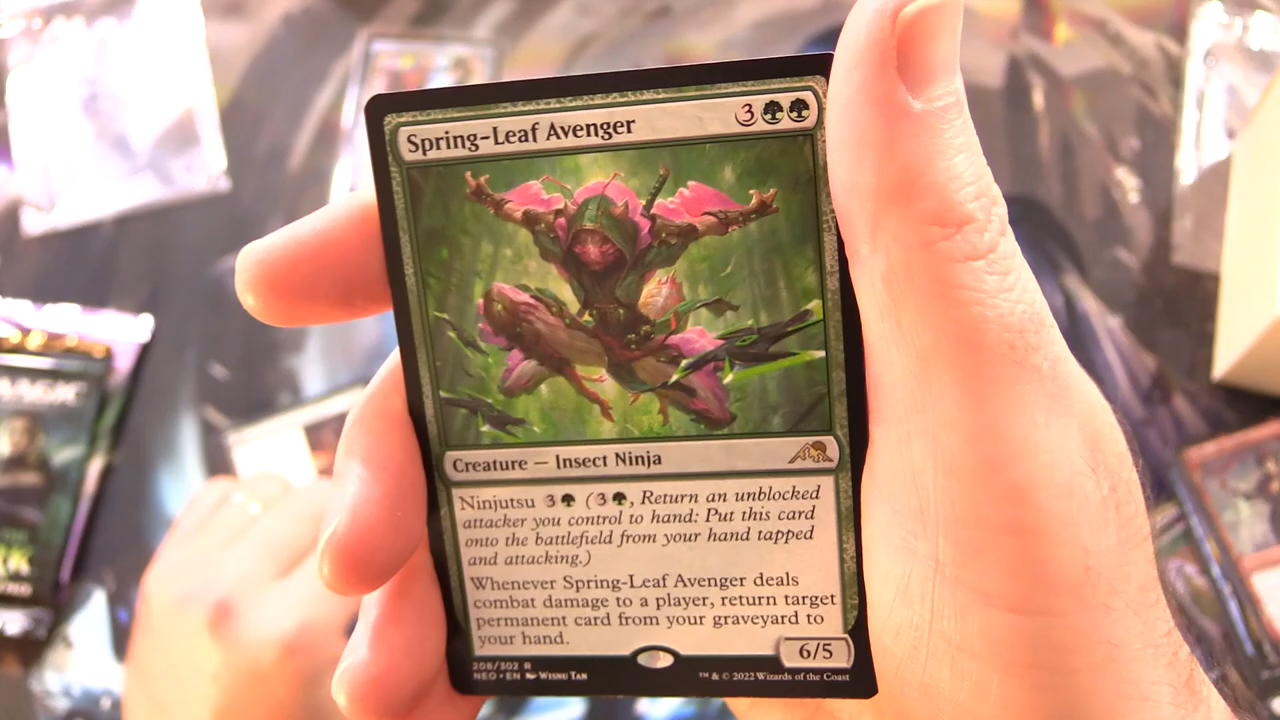 Spring-Leaf Avenger 3
Creature — Insect Ninja
Ninjutsu 3 (3, Return an unblocked
attacker you control to hand: Put this card
onto the battlefield from your hand tapped
and attacking.)
Whenever Spring-Leaf Avenger deals
combat damage to a player, return target
permanent card from your graveyard to
your hand.
6/5
208/302 R
NEO • EN Wisnu Tan
™ & © 2022 Wizards of the Coast